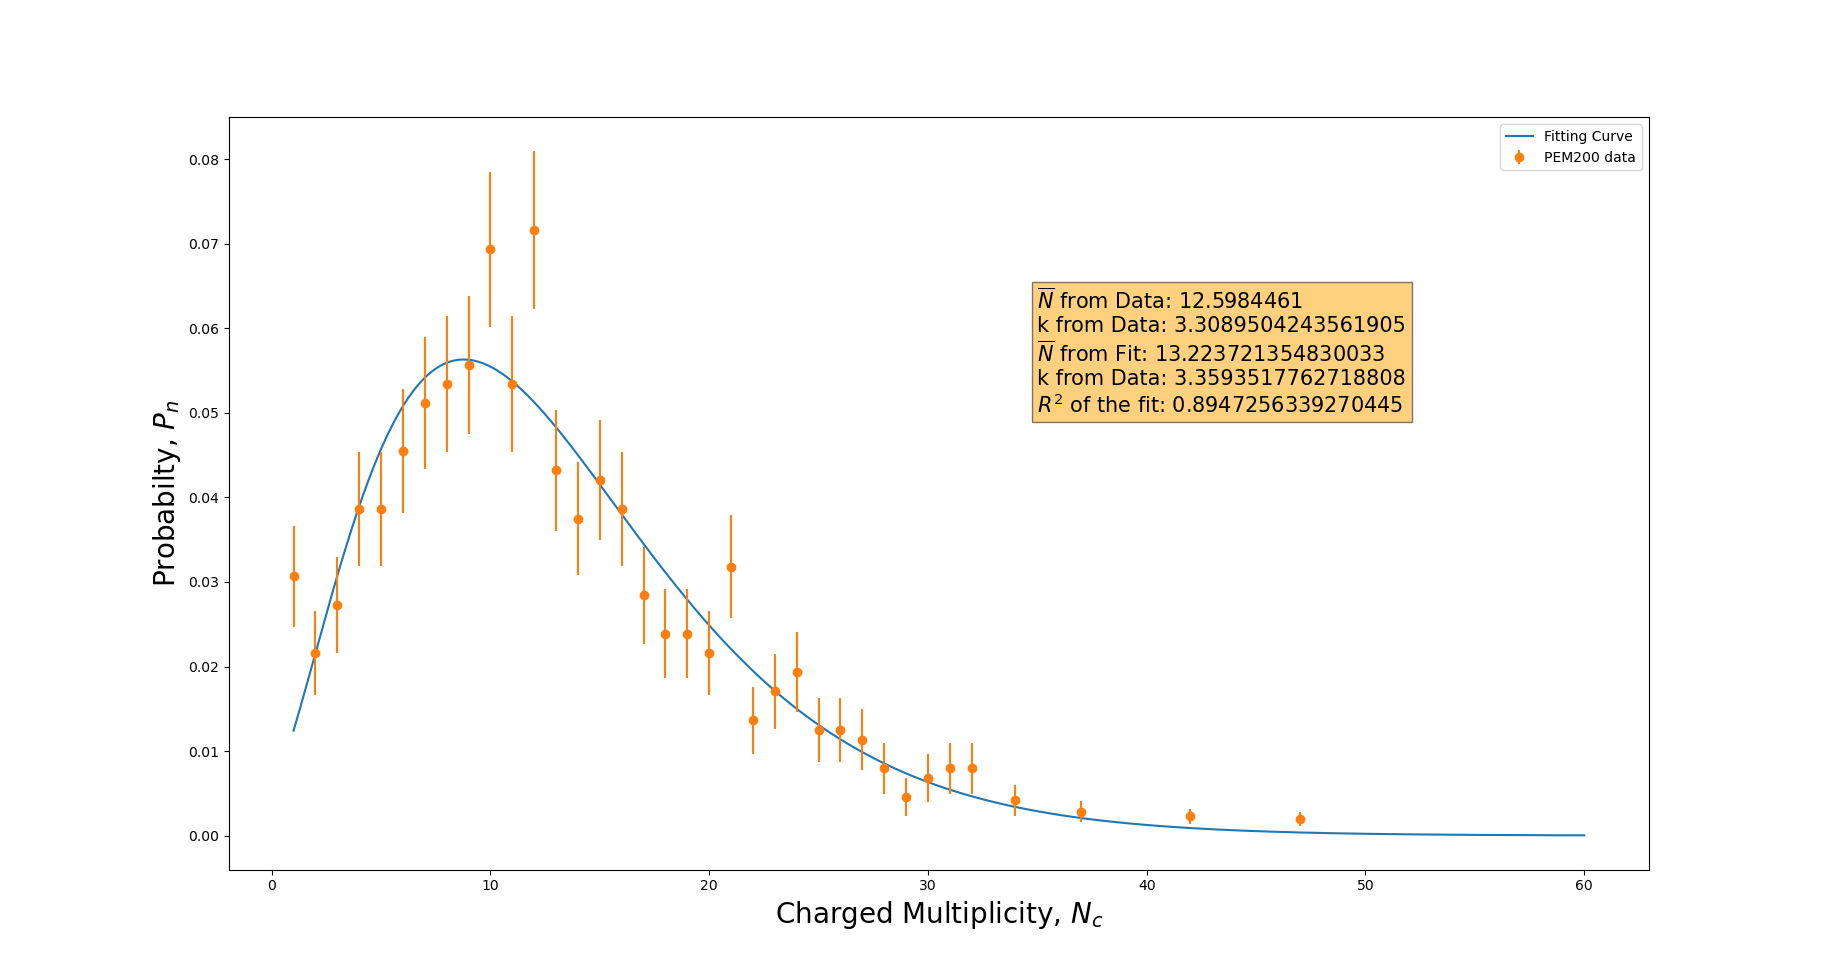 Fitting Curve
PEM200 data
0.08
0.07
0.06
0.05
0.04
0.03
0.02
0.01
0.00
Probabilty, Pₙ
N̅ from Data: 12.5984461
k from Data: 3.3089504243561905
N̅ from Fit: 13.223721354830033
k from Data: 3.3593517762718808
R² of the fit: 0.8947256339270445
0 10 20 30 40 50 60
Charged Multiplicity, N_c